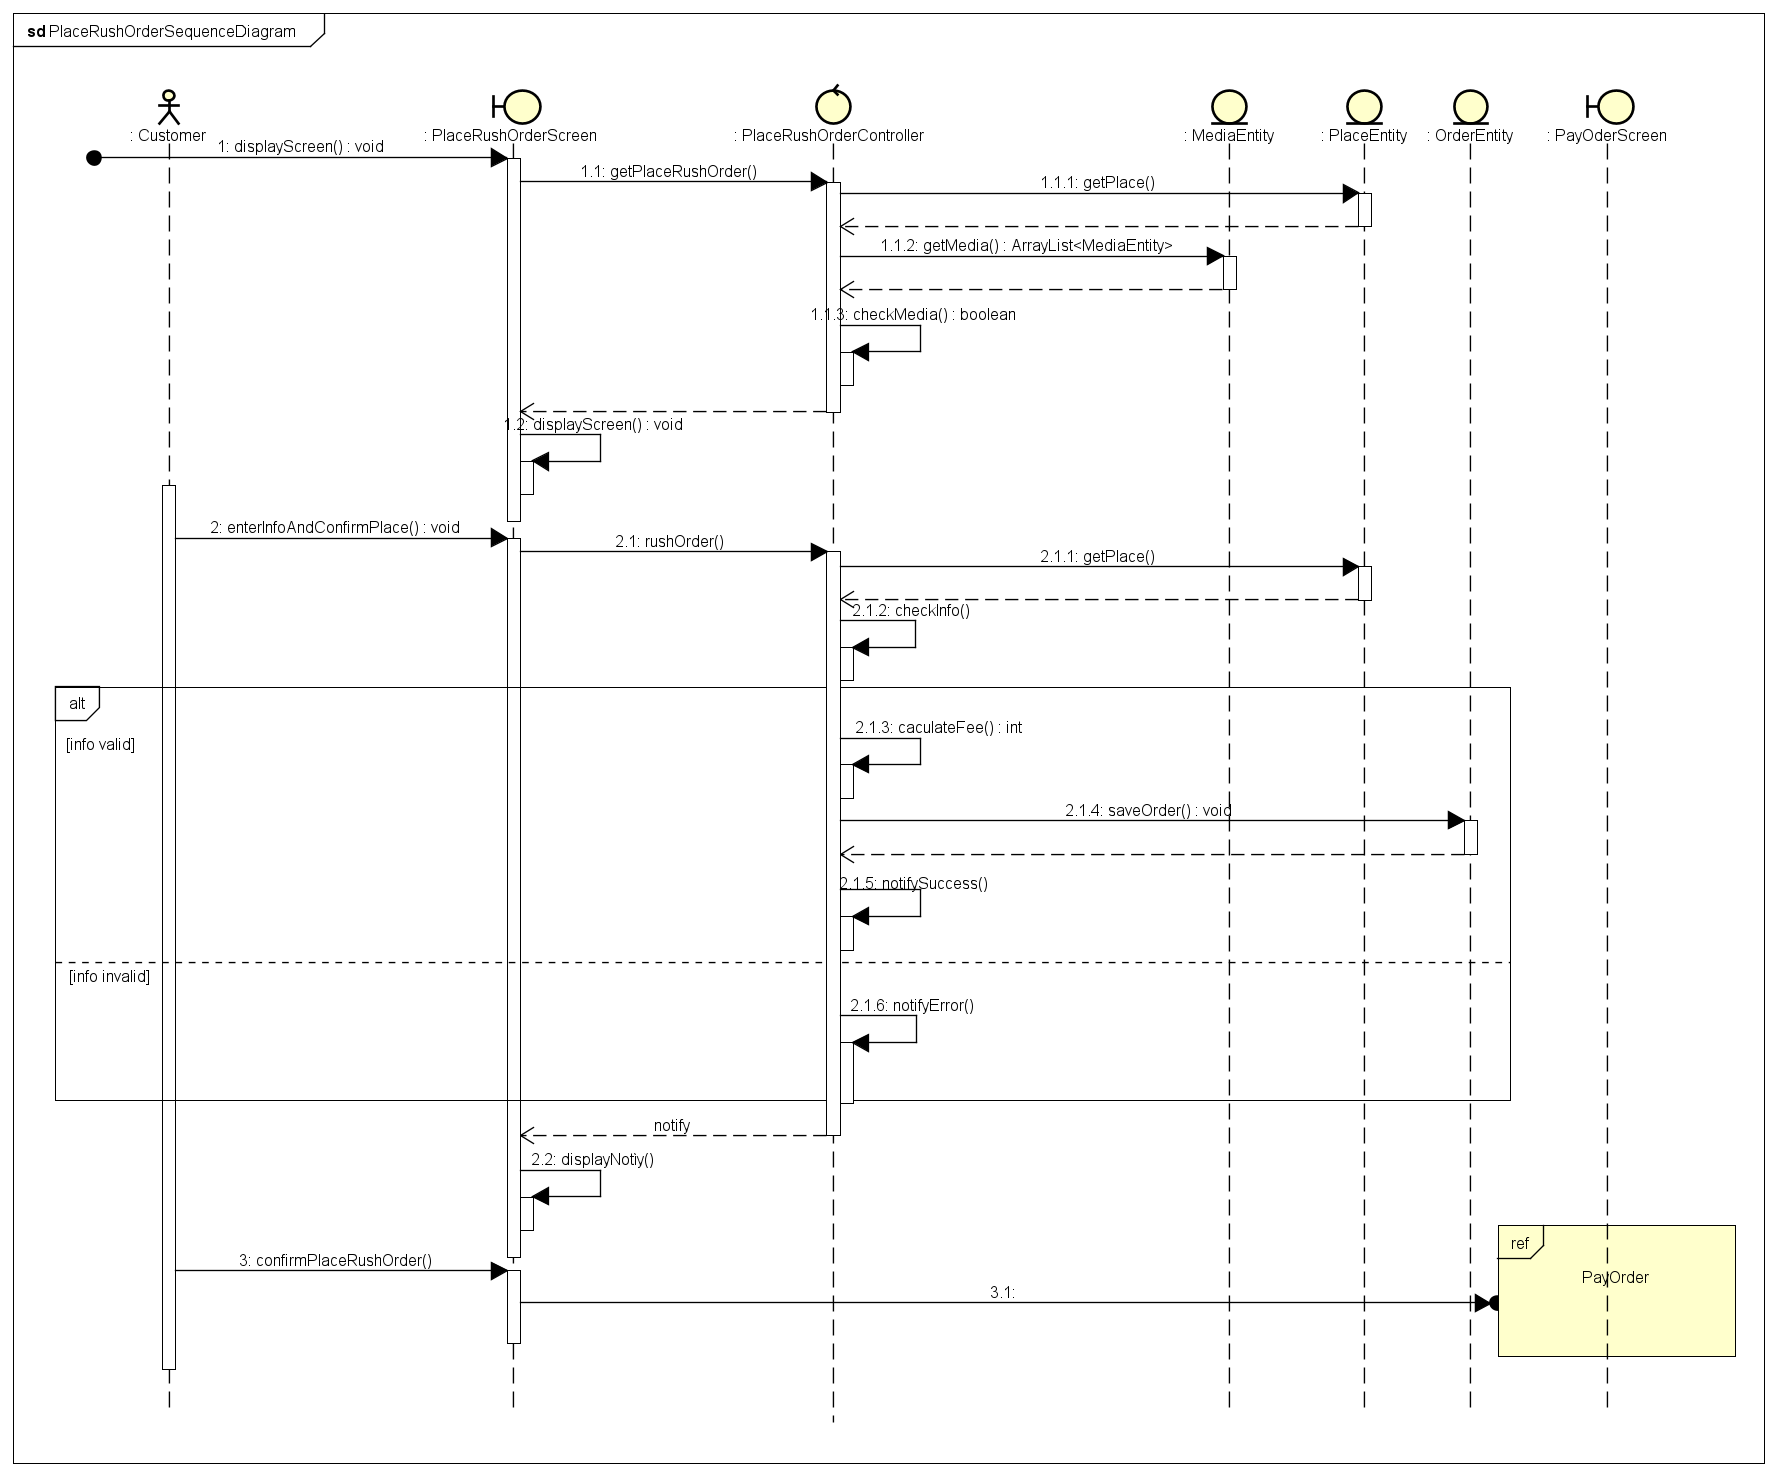 sd PlaceRushOrderSequenceDiagram
: Customer
: PlaceRushOrderScreen
: PlaceRushOrderController
: MediaEntity
: PlaceEntity
: OrderEntity
: PayOderScreen
1: displayScreen() : void
1.1: getPlaceRushOrder()
1.1.1: getPlace()
1.1.2: getMedia() : ArrayList<MediaEntity>
1.1.3: checkMedia() : boolean
1.2: displayScreen() : void
2: enterInfoAndConfirmPlace() : void
2.1: rushOrder()
2.1.1: getPlace()
2.1.2: checkInfo()
alt
[info valid]
2.1.3: caculateFee() : int
2.1.4: saveOrder() : void
2.1.5: notifySuccess()
[info invalid]
2.1.6: notifyError()
notify
2.2: displayNotiy()
ref
3: confirmPlaceRushOrder()
PayOrder
3.1: